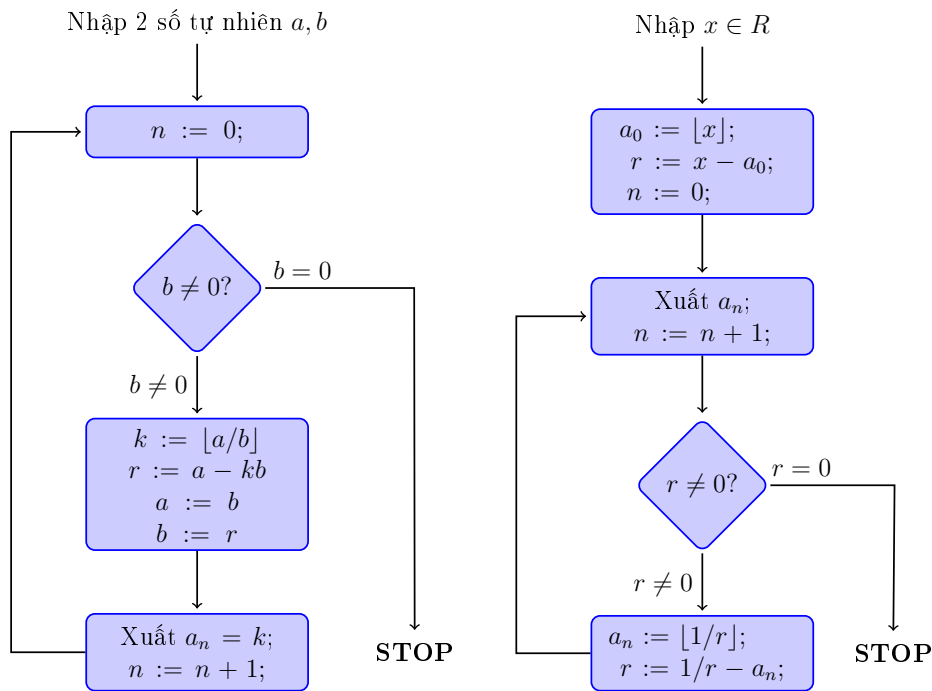 Nhập 2 số tự nhiên a, b
n := 0;
b ≠ 0?
b = 0
b ≠ 0
k := ⌊a/b⌋
r := a − kb
a := b
b := r
Xuất aₙ = k;
n := n + 1;
STOP
Nhập x ∈ R
a₀ := ⌊x⌋;
r := x − a₀;
n := 0;
Xuất aₙ;
n := n + 1;
r ≠ 0?
r = 0
r ≠ 0
aₙ := ⌊1/r⌋;
r := 1/r − aₙ;
STOP